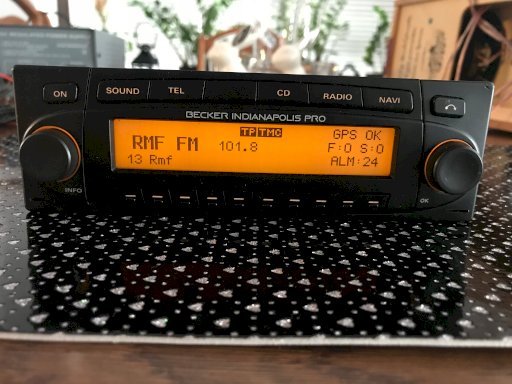 ON
SOUND TEL CD RADIO NAVI
BECKER INDIANAPOLIS PRO
TP TMC
RMF FM 101.8 GPS OK
F:0 S:0
13 Rmf ALM:24
INFO
OK